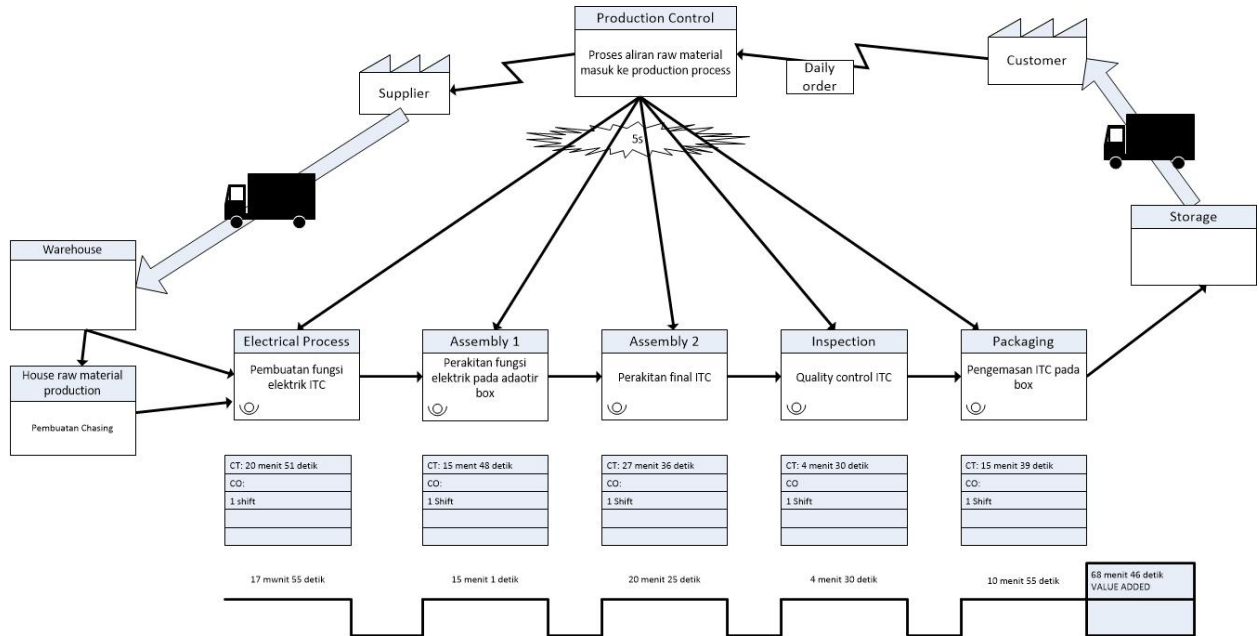 Production Control
Proses aliran raw material
masuk ke production process
Customer
Daily
order
Supplier
5s
Storage
Warehouse
Electrical Process
Pembuatan fungsi
elektrik ITC
Assembly 1
Perakitan fungsi
elektrik pada adaotir
box
Assembly 2
Perakitan final ITC
Inspection
Quality control ITC
Packaging
Pengemasan ITC pada
box
House raw material
production
Pembuatan Chasing
CT: 20 menit 51 detik
CO:
1 shift
CT: 15 ment 48 detik
CO:
1 Shift
CT: 27 menit 36 detik
CO:
1 Shift
CT: 4 menit 30 detik
CO
1 Shift
CT: 15 menit 39 detik
CO:
1 Shift
17 mwnit 55 detik
15 menit 1 detik
20 menit 25 detik
4 menit 30 detik
10 menit 55 detik
68 menit 46 detik
VALUE ADDED